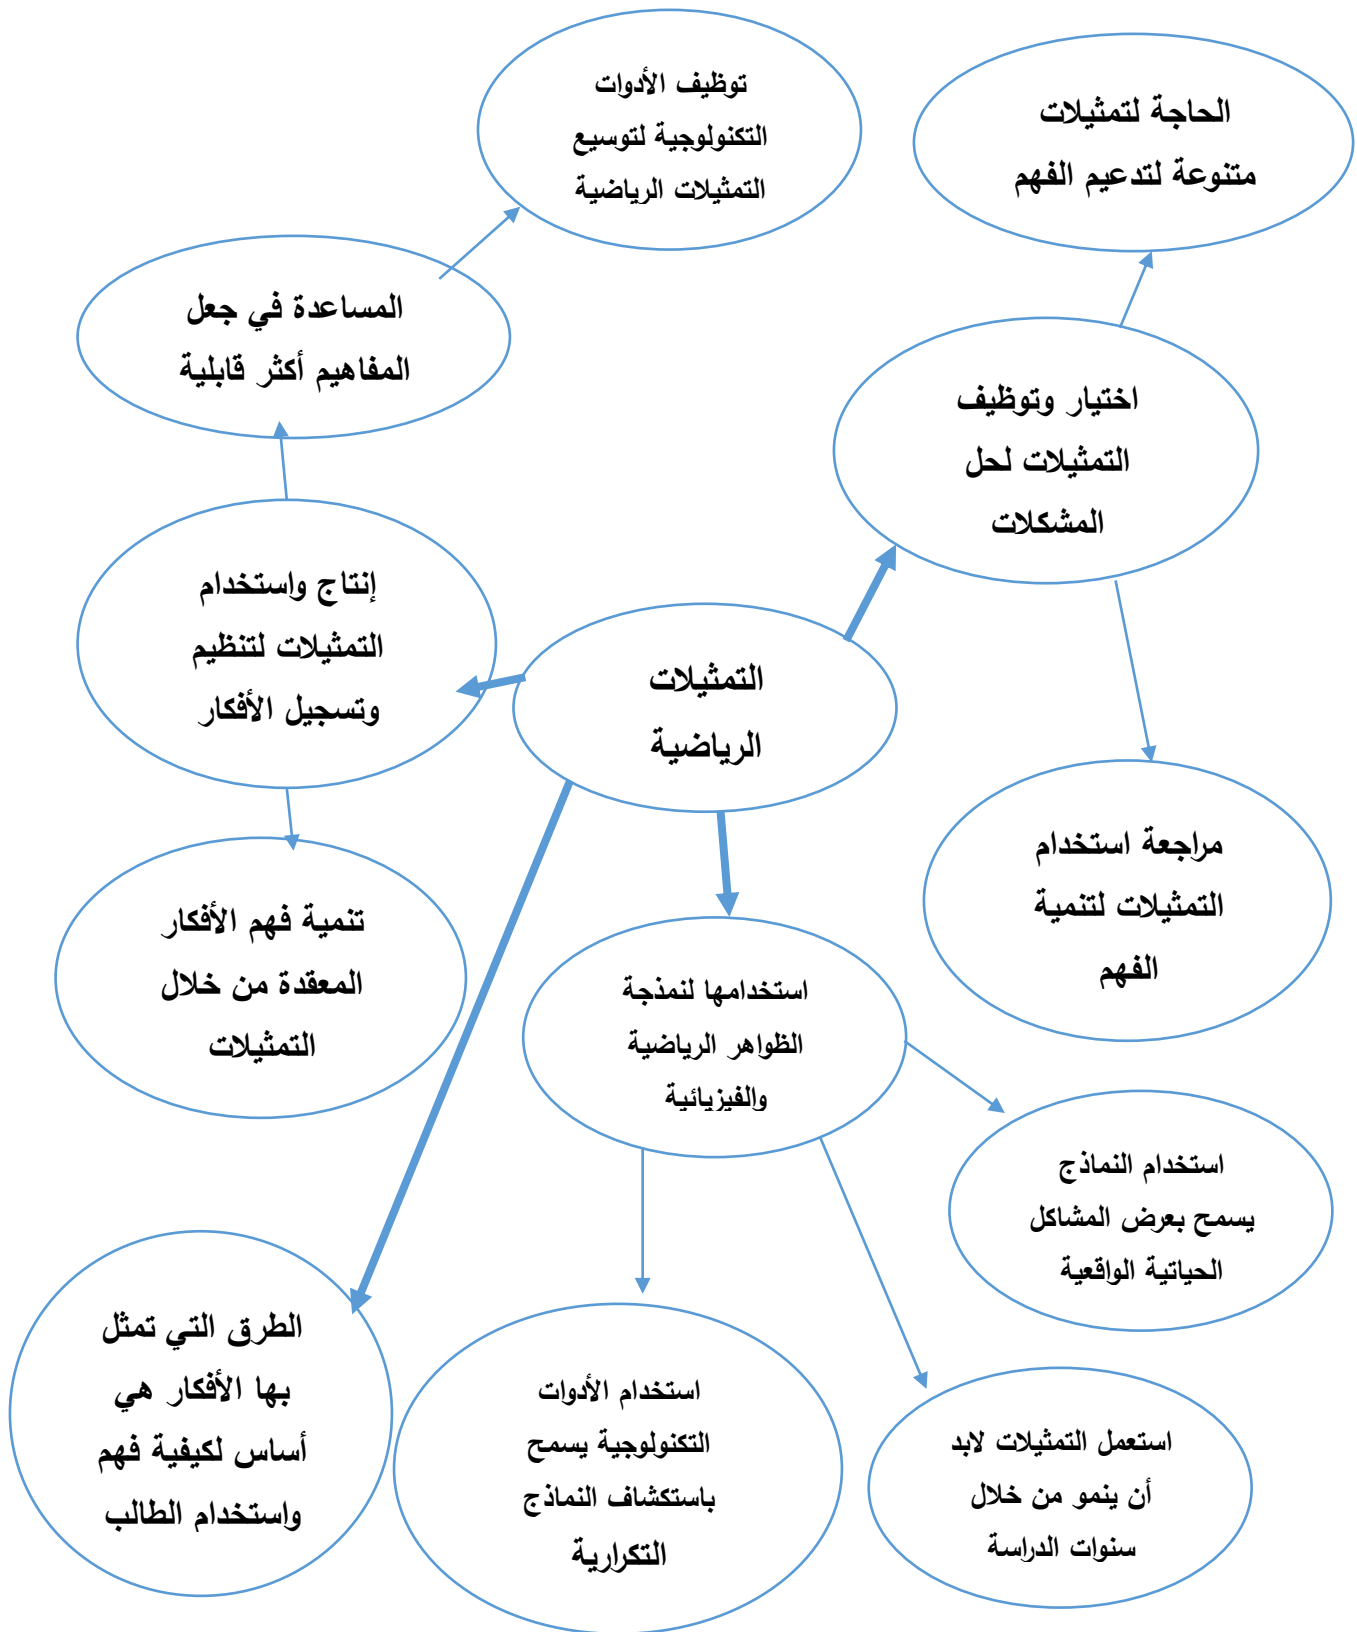 توظيف الأدوات
التكنولوجية لتوسيع
التمثيلات الرياضية
الحاجة لتمثيلات
متنوعة لتدعيم الفهم
المساعدة في جعل
المفاهيم أكثر قابلية
اختيار وتوظيف
التمثيلات لحل
المشكلات
إنتاج واستخدام
التمثيلات لتنظيم
وتسجيل الأفكار
التمثيلات
الرياضية
مراجعة استخدام
التمثيلات لتنمية
الفهم
تنمية فهم الأفكار
المعقدة من خلال
التمثيلات
استخدامها لنمذجة
الظواهر الرياضية
والفيزيائية
استخدام النماذج
يسمح بعرض المشاكل
الحياتية الواقعية
الطرق التي تمثل
بها الأفكار هي
أساس لكيفية فهم
واستخدام الطالب
استخدام الأدوات
التكنولوجية يسمح
باستكشاف النماذج
التكرارية
استعمل التمثيلات لابد
أن ينمو من خلال
سنوات الدراسة